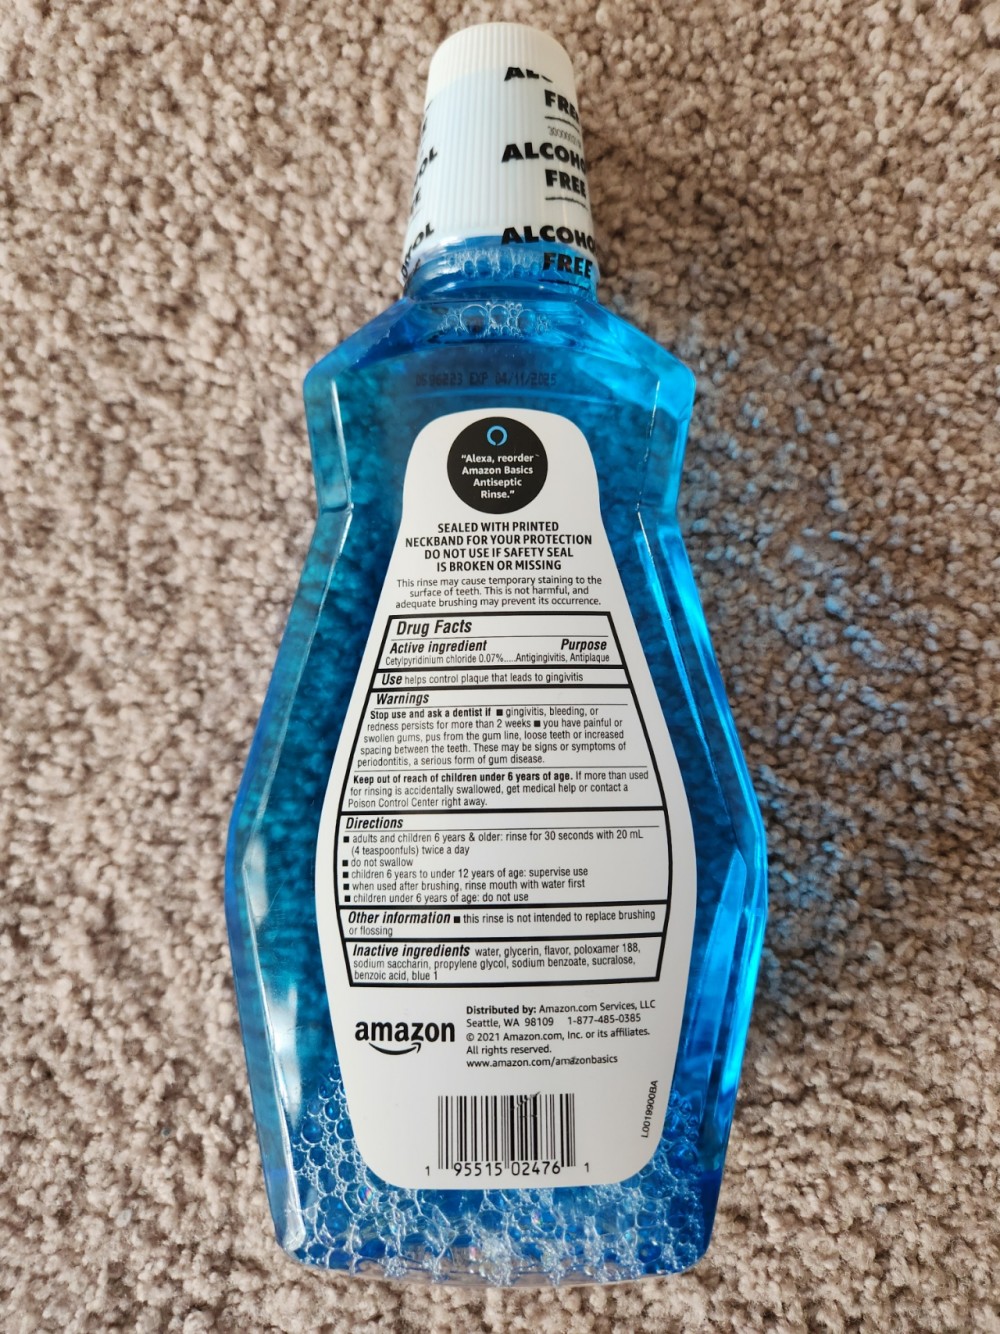 FREE
ALCOHO
FREE
ALCOHO
FREE
EXP 04/11/2025
"Alexa, reorder
Amazon Basics
Antiseptic
Rinse."
SEALED WITH PRINTED
NECKBAND FOR YOUR PROTECTION
DO NOT USE IF SAFETY SEAL
IS BROKEN OR MISSING
This rinse may cause temporary staining to the
surface of teeth. This is not harmful, and
adequate brushing may prevent its occurrence.
Drug Facts
Active ingredient Purpose
Cetylpyridinium chloride 0.07%.....Antigingivitis, Antiplaque
Use helps control plaque that leads to gingivitis
Warnings
Stop use and ask a dentist if ■ gingivitis, bleeding, or
redness persists for more than 2 weeks ■ you have painful or
swollen gums, pus from the gum line, loose teeth or increased
spacing between the teeth. These may be signs or symptoms of
periodontitis, a serious form of gum disease.
Keep out of reach of children under 6 years of age. If more than used
for rinsing is accidentally swallowed, get medical help or contact a
Poison Control Center right away.
Directions
■ adults and children 6 years & older: rinse for 30 seconds with 20 mL
(4 teaspoonfuls) twice a day
■ do not swallow
■ children 6 years to under 12 years of age: supervise use
■ when used after brushing, rinse mouth with water first
■ children under 6 years of age: do not use
Other information ■ this rinse is not intended to replace brushing
or flossing
Inactive ingredients water, glycerin, flavor, poloxamer 188,
sodium saccharin, propylene glycol, sodium benzoate, sucralose,
benzoic acid, blue 1
amazon
Distributed by: Amazon.com Services, LLC
Seattle, WA 98109 1-877-485-0385
© 2021 Amazon.com, Inc. or its affiliates.
All rights reserved.
www.amazon.com/amazonbasics
L0019900BA
1 95515 02476 1